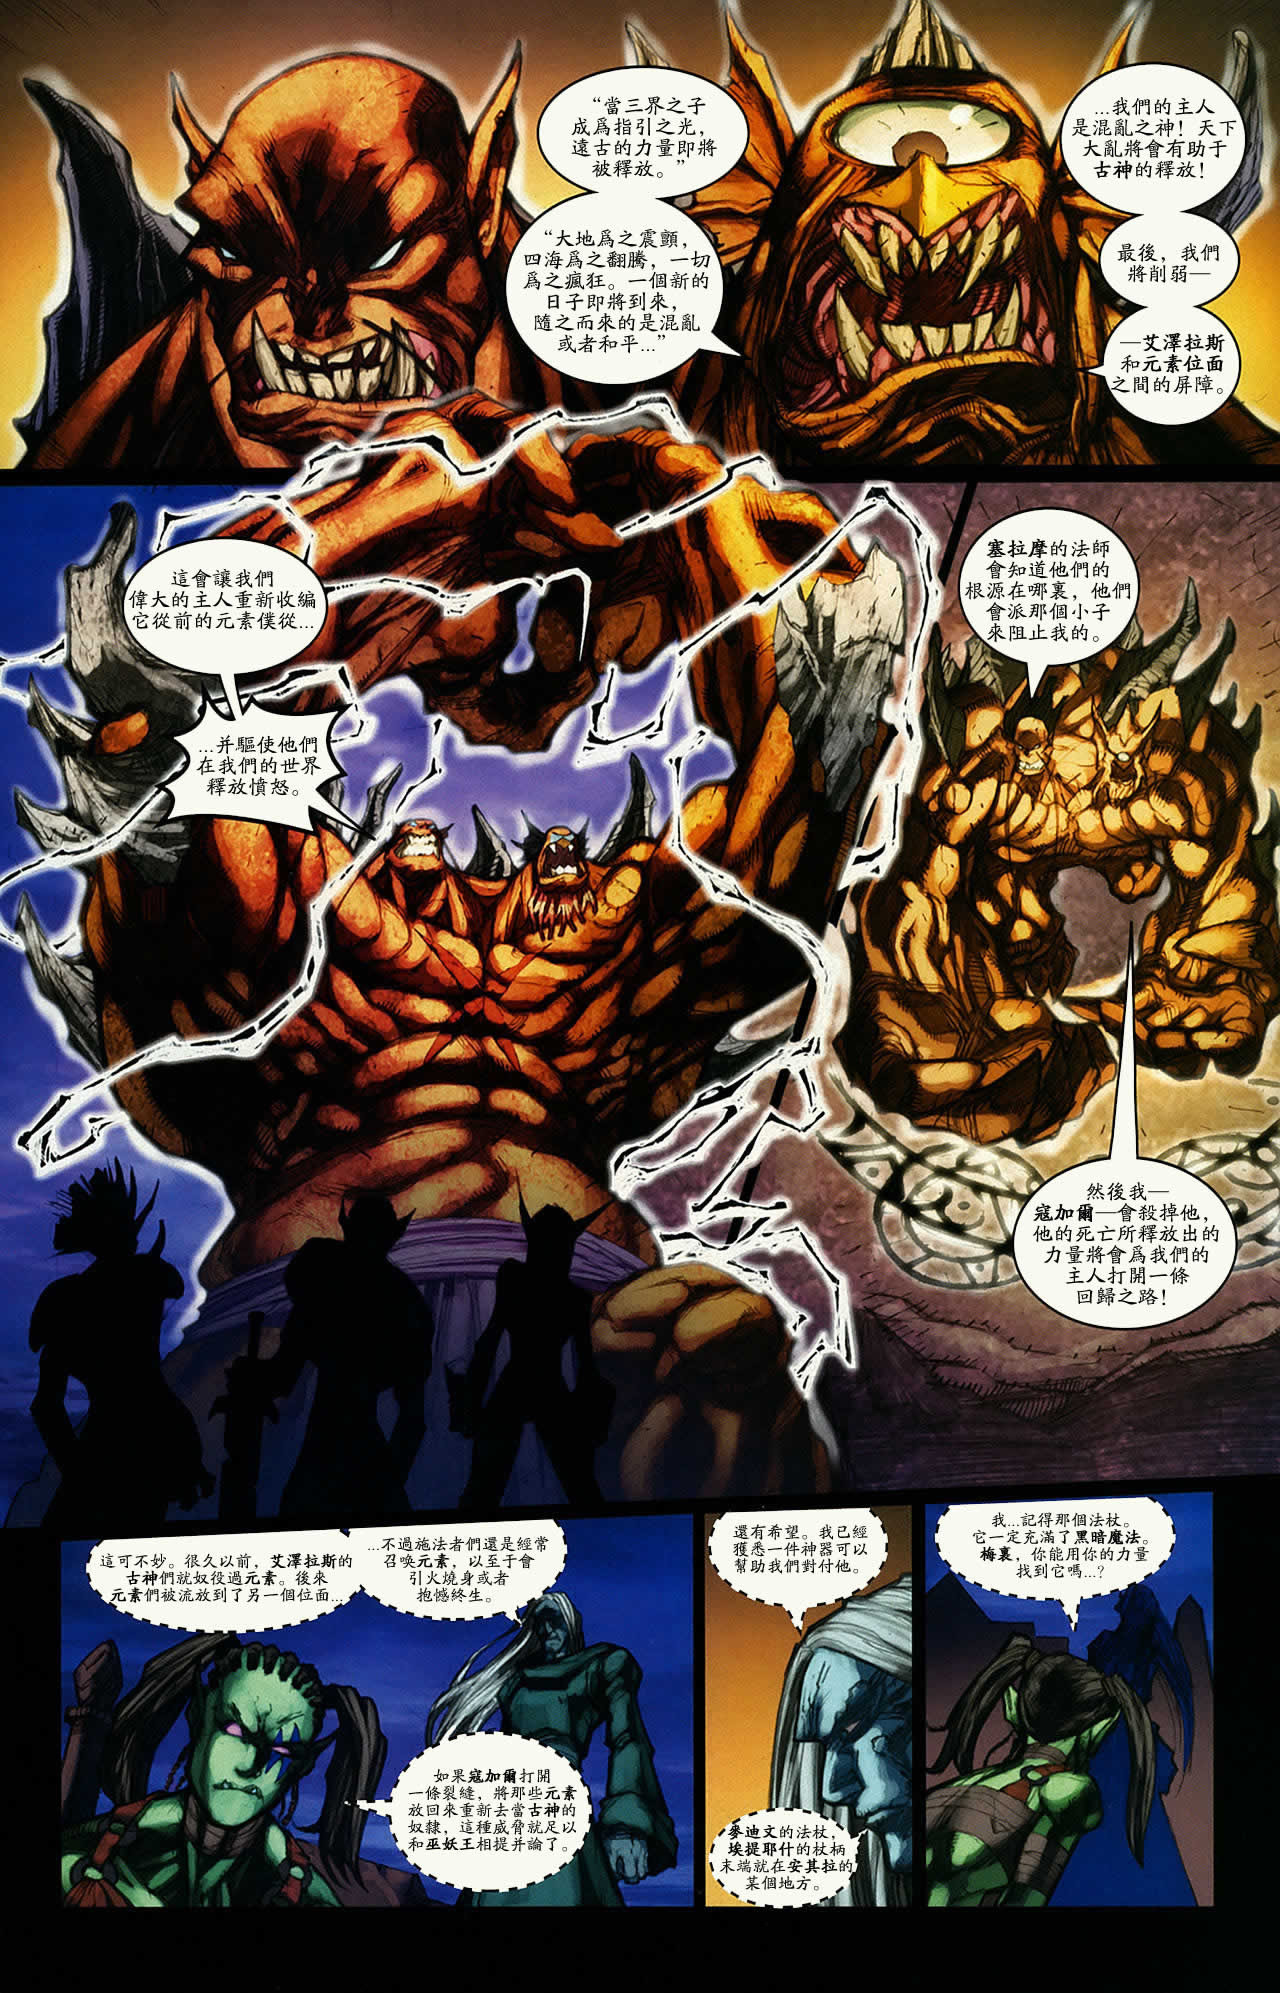 “當三界之子
成爲指引之光，
遠古的力量即將
被釋放。”
“大地爲之震顫，
四海爲之翻騰，一切
爲之瘋狂。一個新的
日子即將到來，
隨之而來的是混亂
或者和平…”
…我們的主人
是混亂之神！天下
大亂將會有助于
古神的釋放！
最後，我們
將削弱—
—艾澤拉斯
和元素位面
之間的屏障。
這會讓我們
偉大的主人重新收編
它從前的元素僕從…
…并驅使他們
在我們的世界
釋放憤怒。
塞拉摩的法師
會知道他們的
根源在哪裏，他們
會派那個小子
來阻止我的。
然後我—
寇加爾—會殺掉他，
他的死亡所釋放出的
力量將會爲我們的
主人打開一條
回歸之路！
這可不妙。很久以前，艾澤拉斯的
古神們就奴役過元素。後來
元素們被流放到了另一個位面…
…不過施法者們還是經常
召唤元素，以至于會
引火燒身或者
抱憾終生。
如果寇加爾打開
一條裂縫，將那些元素
放回來重新去當古神的
奴隸，這種威脅就足以
和巫妖王相提并論了。
還有希望。我已經
獲悉一件神器可以
幫助我們對付他。
麥迪文的法杖，
埃提耶什的杖柄
末端就在安其拉的
某個地方。
我…記得那個法杖。
它一定充滿了黑暗魔法。
梅裏，你能用你的力量
找到它嗎…？